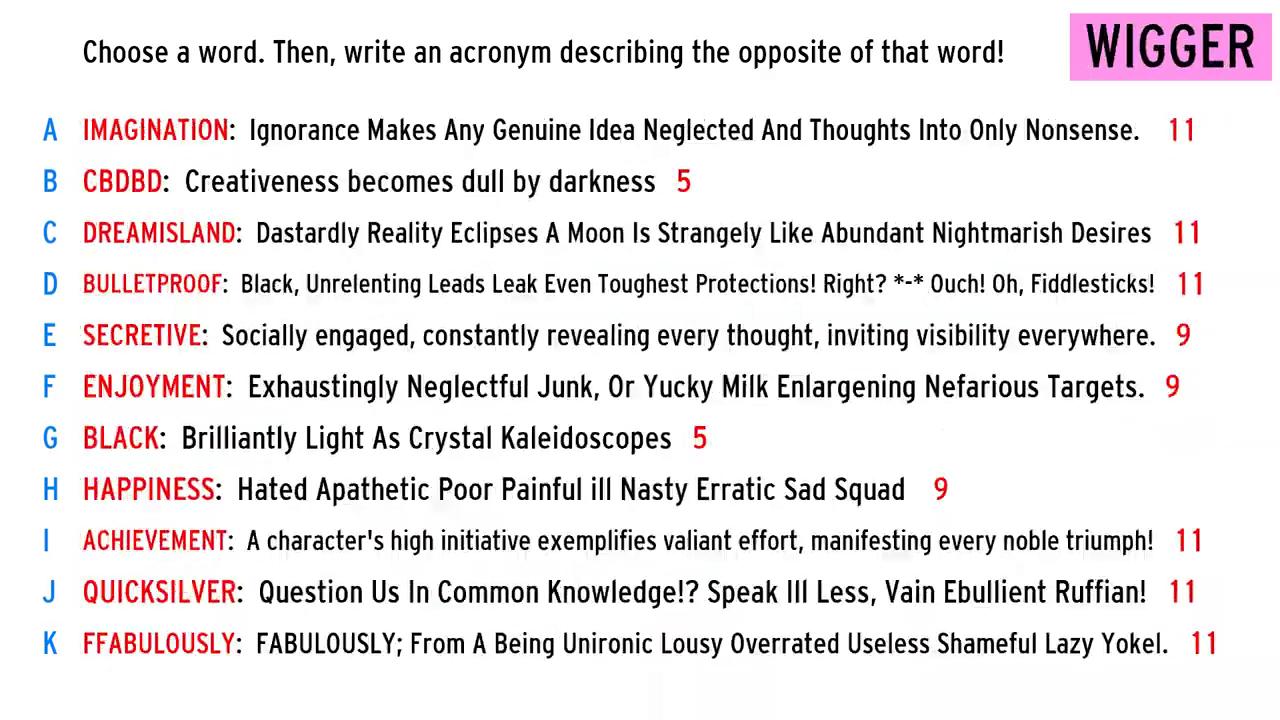 Choose a word. Then, write an acronym describing the opposite of that word!
WIGGER
A IMAGINATION: Ignorance Makes Any Genuine Idea Neglected And Thoughts Into Only Nonsense. 11
B CBDBD: Creativeness becomes dull by darkness 5
C DREAMISLAND: Dastardly Reality Eclipses A Moon Is Strangely Like Abundant Nightmarish Desires 11
D BULLETPROOF: Black, Unrelenting Leads Leak Even Toughest Protections! Right? *-* Ouch! Oh, Fiddlesticks! 11
E SECRETIVE: Socially engaged, constantly revealing every thought, inviting visibility everywhere. 9
F ENJOYMENT: Exhaustingly Neglectful Junk, Or Yucky Milk Enlargening Nefarious Targets. 9
G BLACK: Brilliantly Light As Crystal Kaleidoscopes 5
H HAPPINESS: Hated Apathetic Poor Painful ill Nasty Erratic Sad Squad 9
I ACHIEVEMENT: A character's high initiative exemplifies valiant effort, manifesting every noble triumph! 11
J QUICKSILVER: Question Us In Common Knowledge!? Speak Ill Less, Vain Ebullient Ruffian! 11
K FFABULOUSLY: FABULOUSLY; From A Being Unironic Lousy Overrated Useless Shameful Lazy Yokel. 11